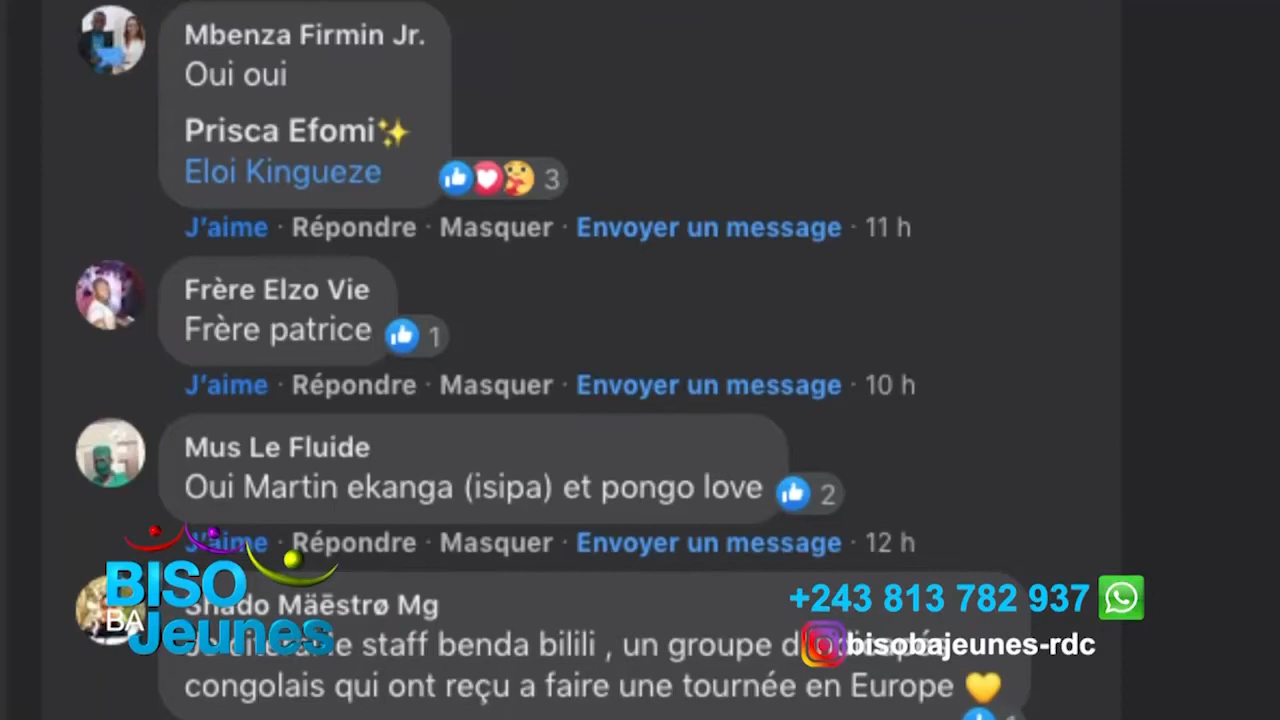 Mbenza Firmin Jr.
Oui oui
Prisca Efomi✨
Eloi Kingueze
3
J'aime · Répondre · Masquer · Envoyer un message · 11 h
Frère Elzo Vie
Frère patrice
1
J'aime · Répondre · Masquer · Envoyer un message · 10 h
Mus Le Fluide
Oui Martin ekanga (isipa) et pongo love
2
J'aime · Répondre · Masquer · Envoyer un message · 12 h
BISO
BA
Jeunes
Shado Mäēstrø Mg
+243 813 782 937
staff benda bilili , un groupe
bisobajeunes-rdc
congolais qui ont reçu a faire une tournée en Europe 💛